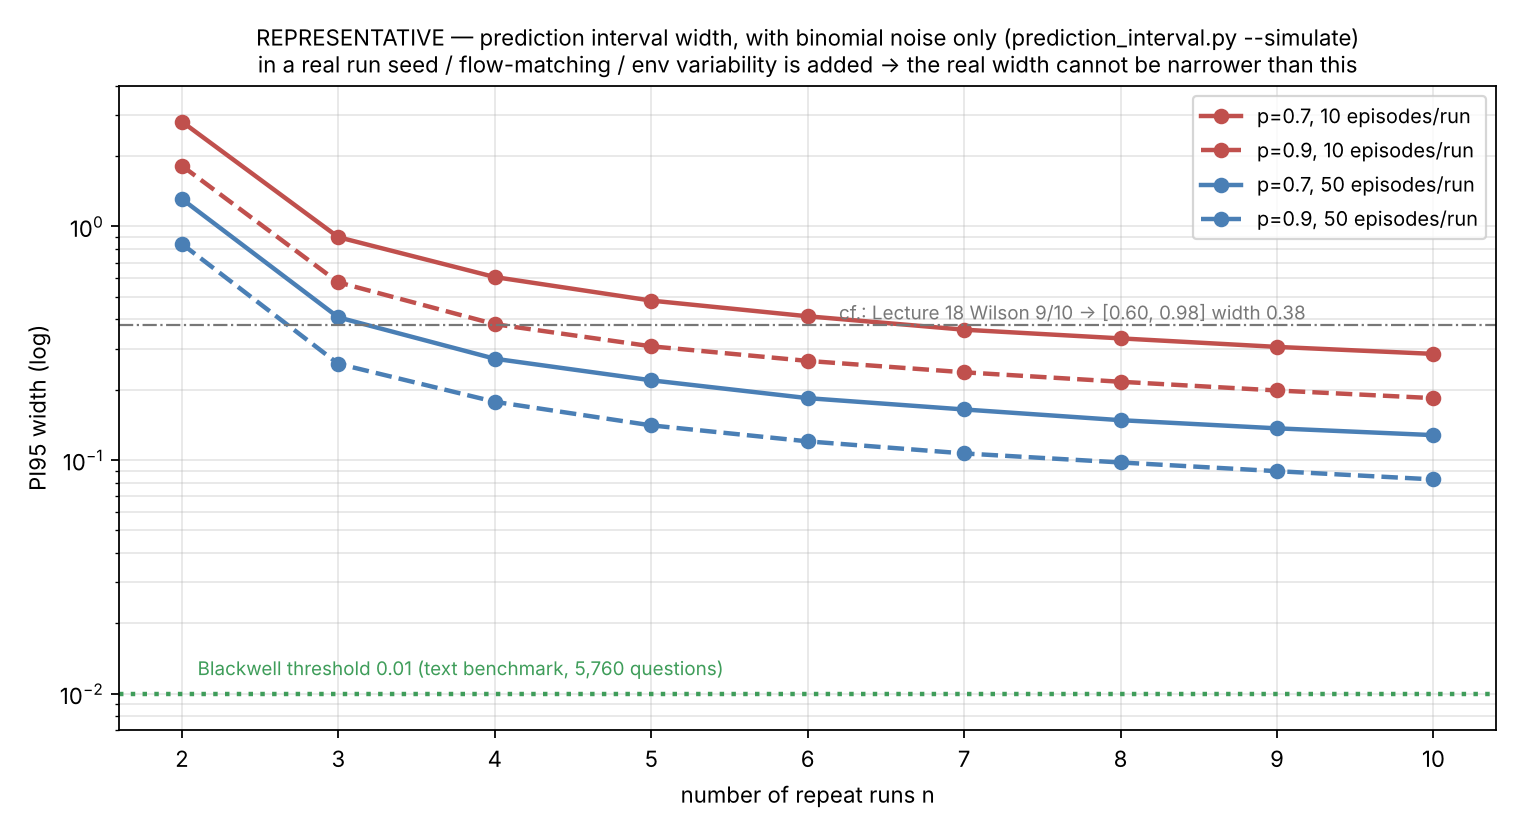 REPRESENTATIVE — prediction interval width, with binomial noise only (prediction_interval.py --simulate)
in a real run seed / flow-matching / env variability is added → the real width cannot be narrower than this
p=0.7, 10 episodes/run
p=0.9, 10 episodes/run
p=0.7, 50 episodes/run
p=0.9, 50 episodes/run
PI95 width (log)
10⁰
10⁻¹
10⁻²
cf.: Lecture 18 Wilson 9/10 → [0.60, 0.98] width 0.38
Blackwell threshold 0.01 (text benchmark, 5,760 questions)
2 3 4 5 6 7 8 9 10
number of repeat runs n